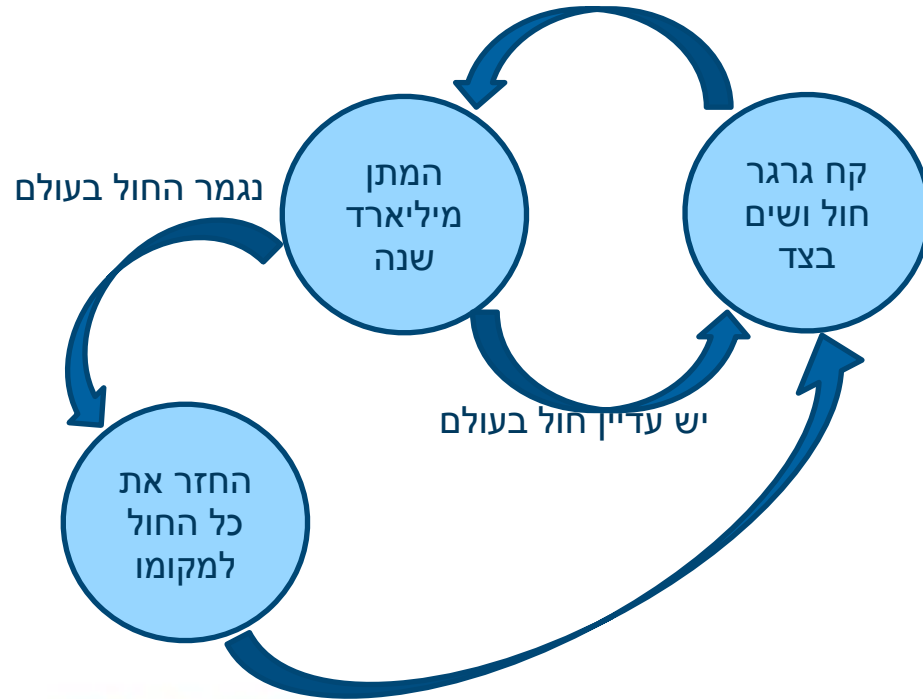 קח גרגר
חול ושים
בצד
המתן
מיליארד
שנה
נגמר החול בעולם
יש עדיין חול בעולם
החזר את
כל החול
למקומו